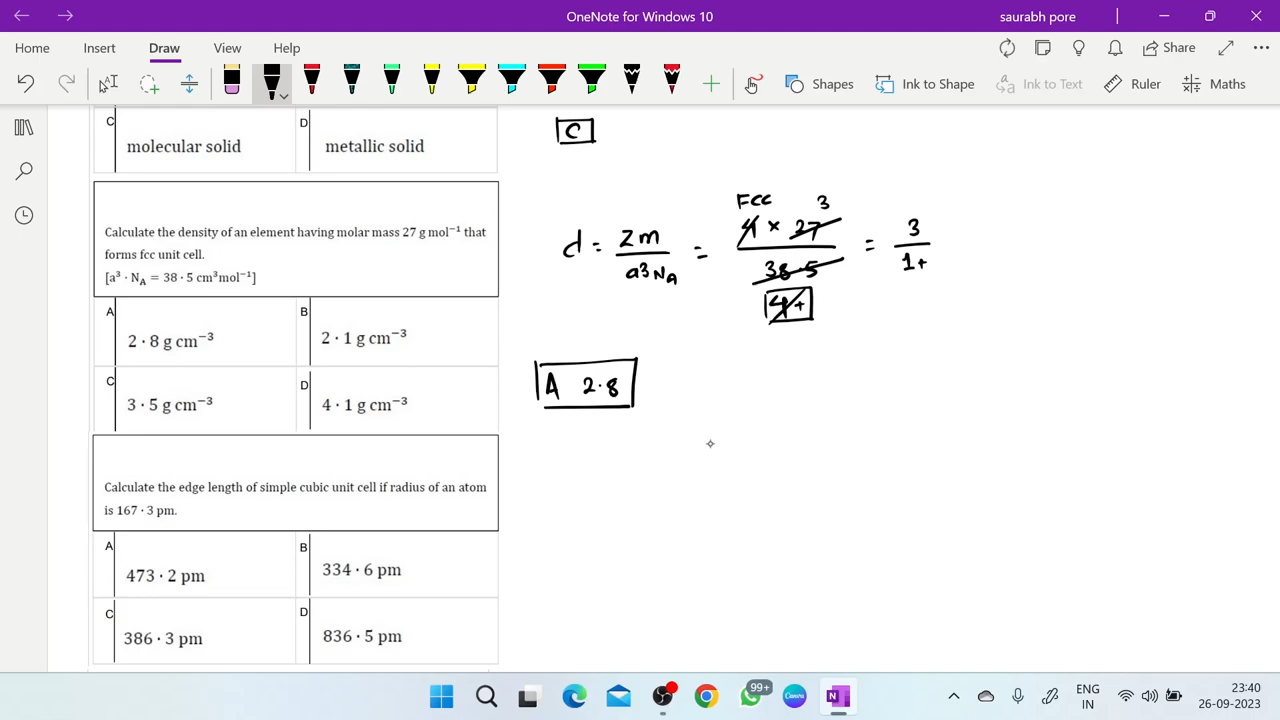 OneNote for Windows 10
saurabh pore
Home Insert Draw View Help
Share
Shapes Ink to Shape Ink to Text Ruler Maths
C molecular solid D metallic solid
C
Calculate the density of an element having molar mass 27 g mol⁻¹ that
forms fcc unit cell.
[a³ · N_A = 38 · 5 cm³mol⁻¹]
A 2 · 8 g cm⁻³ B 2 · 1 g cm⁻³
C 3 · 5 g cm⁻³ D 4 · 1 g cm⁻³
FCC 3
d = ZM / a³N_A = 4 × 27 / 38.5 = 3 / 1+
4+
A 2.8
Calculate the edge length of simple cubic unit cell if radius of an atom
is 167 · 3 pm.
A 473 · 2 pm B 334 · 6 pm
C 386 · 3 pm D 836 · 5 pm
99+
ENG
IN
23:40
26-09-2023